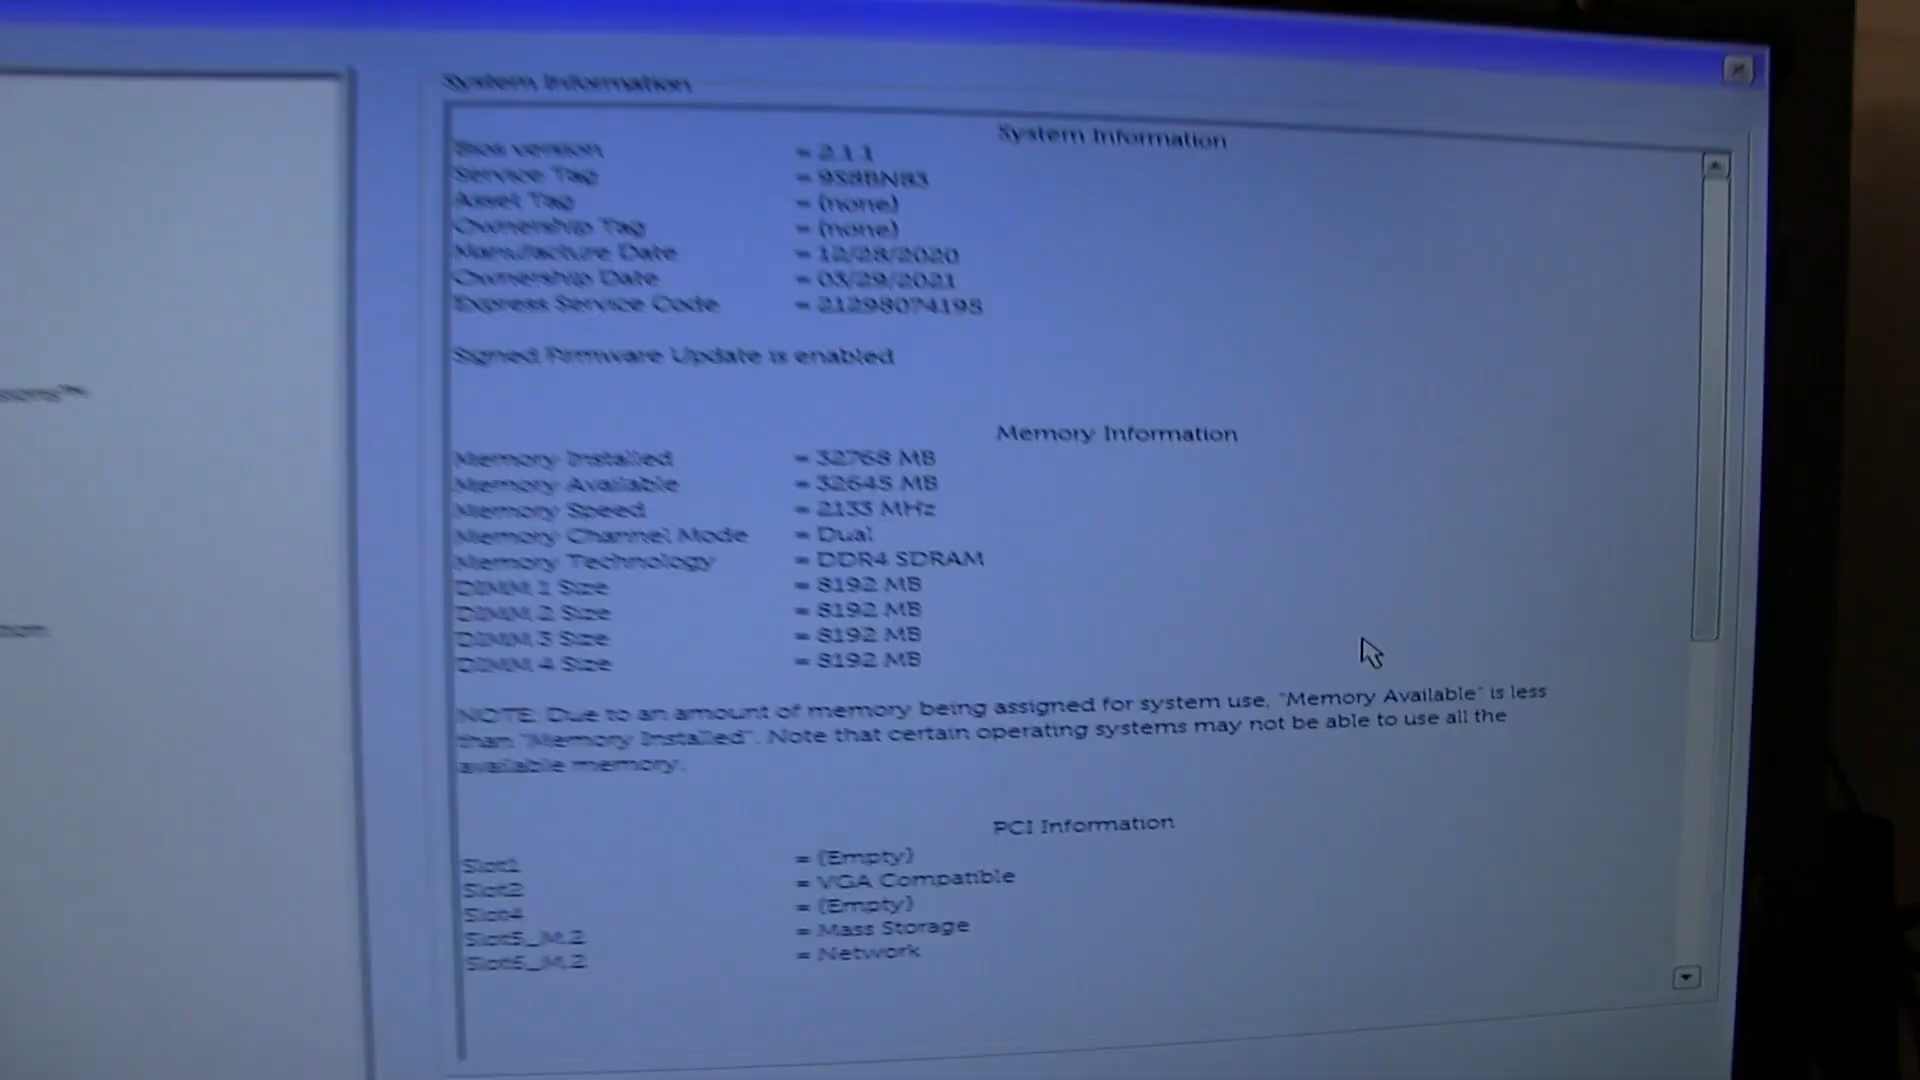 System Information
System Information
Bios version = 2.1.1
Service Tag = 9S8BN83
Asset Tag = (none)
Ownership Tag = (none)
Manufacture Date = 12/28/2020
Ownership Date = 03/29/2021
Express Service Code = 21298074195
Signed Firmware Update is enabled
Memory Information
Memory Installed = 32768 MB
Memory Available = 32645 MB
Memory Speed = 2133 MHz
Memory Channel Mode = Dual
Memory Technology = DDR4 SDRAM
DIMM 1 Size = 8192 MB
DIMM 2 Size = 8192 MB
DIMM 3 Size = 8192 MB
DIMM 4 Size = 8192 MB
NOTE: Due to an amount of memory being assigned for system use, "Memory Available" is less
than "Memory Installed". Note that certain operating systems may not be able to use all the
available memory.
PCI Information
Slot1 = {Empty}
Slot2 = VGA Compatible
Slot4 = {Empty}
Slot5_M.2 = Mass Storage
Slot6_M.2 = Network